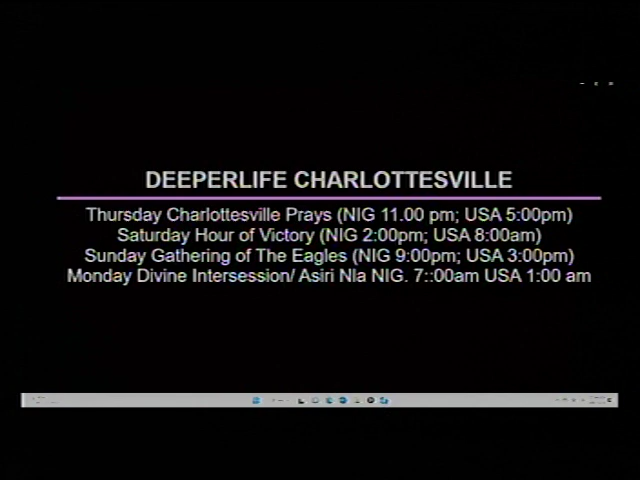 DEEPERLIFE CHARLOTTESVILLE
Thursday Charlottesville Prays (NIG 11.00 pm; USA 5:00pm)
Saturday Hour of Victory (NIG 2:00pm; USA 8:00am)
Sunday Gathering of The Eagles (NIG 9:00pm; USA 3:00pm)
Monday Divine Intersession/ Asiri Nla NIG. 7::00am USA 1:00 am